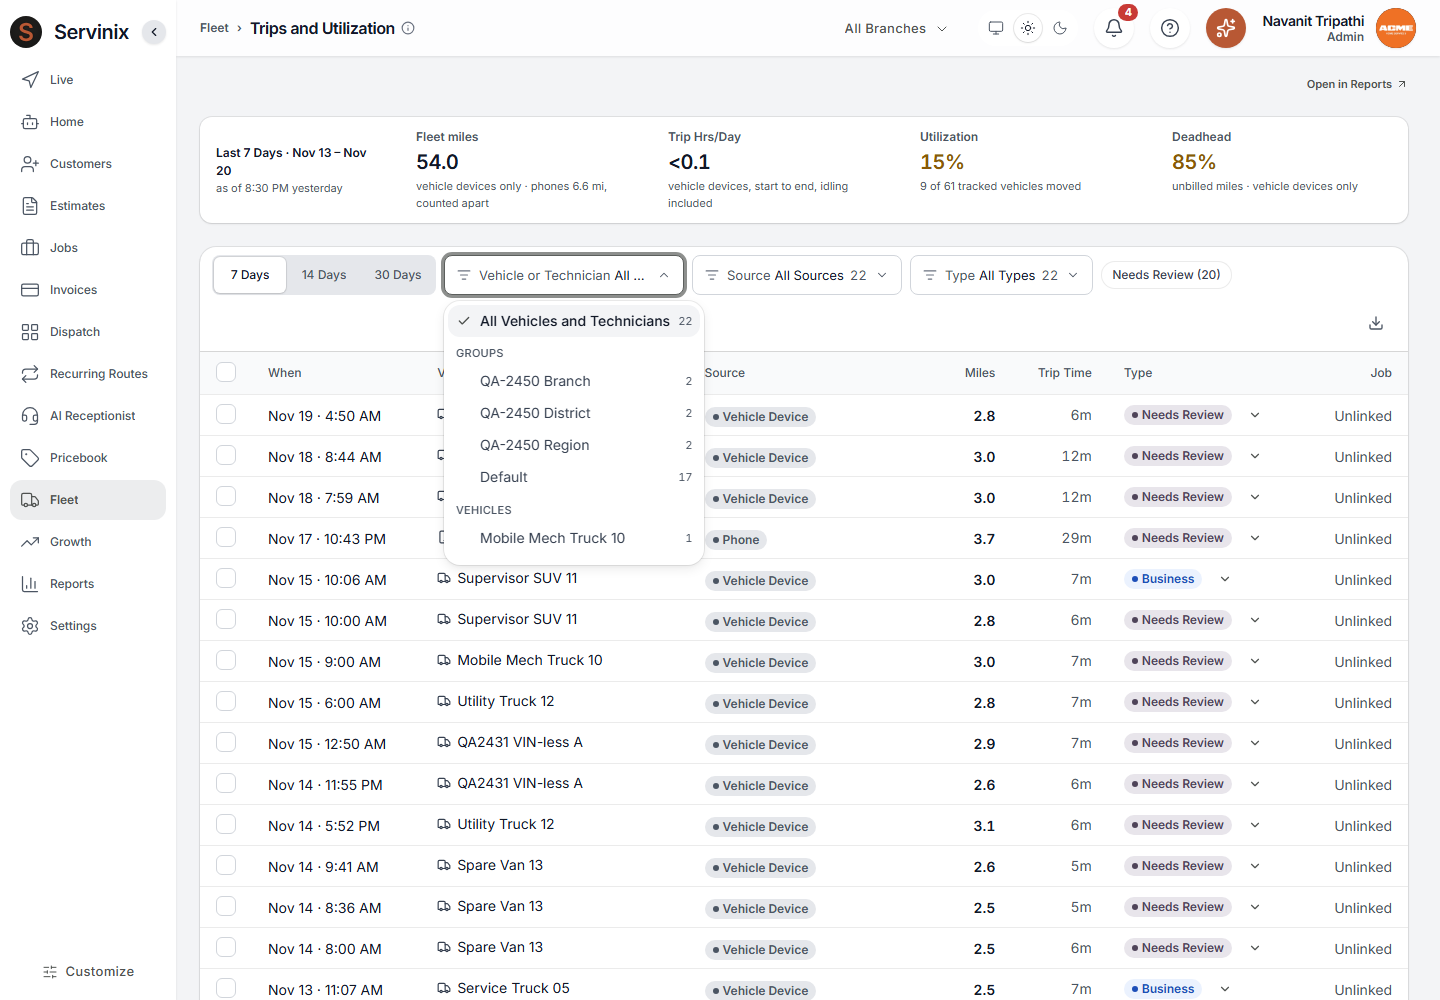 S Servinix
Fleet › Trips and Utilization
All Branches
4
Navanit Tripathi
Admin
ACME
Live
Home
Customers
Estimates
Jobs
Invoices
Dispatch
Recurring Routes
AI Receptionist
Pricebook
Fleet
Growth
Reports
Settings
Customize
Open in Reports
Last 7 Days · Nov 13 – Nov
20
as of 8:30 PM yesterday
Fleet miles
54.0
vehicle devices only · phones 6.6 mi,
counted apart
Trip Hrs/Day
<0.1
vehicle devices, start to end, idling
included
Utilization
15%
9 of 61 tracked vehicles moved
Deadhead
85%
unbilled miles · vehicle devices only
7 Days 14 Days 30 Days Vehicle or Technician All ... Source All Sources 22 Type All Types 22 Needs Review (20)
All Vehicles and Technicians 22
GROUPS
QA-2450 Branch 2
QA-2450 District 2
QA-2450 Region 2
Default 17
VEHICLES
Mobile Mech Truck 10 1
When V Source Miles Trip Time Type Job
Nov 19 · 4:50 AM Vehicle Device 2.8 6m Needs Review Unlinked
Nov 18 · 8:44 AM Vehicle Device 3.0 12m Needs Review Unlinked
Nov 18 · 7:59 AM Vehicle Device 3.0 12m Needs Review Unlinked
Nov 17 · 10:43 PM Phone 3.7 29m Needs Review Unlinked
Nov 15 · 10:06 AM Supervisor SUV 11 Vehicle Device 3.0 7m Business Unlinked
Nov 15 · 10:00 AM Supervisor SUV 11 Vehicle Device 2.8 6m Needs Review Unlinked
Nov 15 · 9:00 AM Mobile Mech Truck 10 Vehicle Device 3.0 7m Needs Review Unlinked
Nov 15 · 6:00 AM Utility Truck 12 Vehicle Device 2.8 7m Needs Review Unlinked
Nov 15 · 12:50 AM QA2431 VIN-less A Vehicle Device 2.9 7m Needs Review Unlinked
Nov 14 · 11:55 PM QA2431 VIN-less A Vehicle Device 2.6 6m Needs Review Unlinked
Nov 14 · 5:52 PM Utility Truck 12 Vehicle Device 3.1 6m Needs Review Unlinked
Nov 14 · 9:41 AM Spare Van 13 Vehicle Device 2.6 5m Needs Review Unlinked
Nov 14 · 8:36 AM Spare Van 13 Vehicle Device 2.5 5m Needs Review Unlinked
Nov 14 · 8:00 AM Spare Van 13 Vehicle Device 2.5 6m Needs Review Unlinked
Nov 13 · 11:07 AM Service Truck 05 Vehicle Device 2.5 7m Business Unlinked